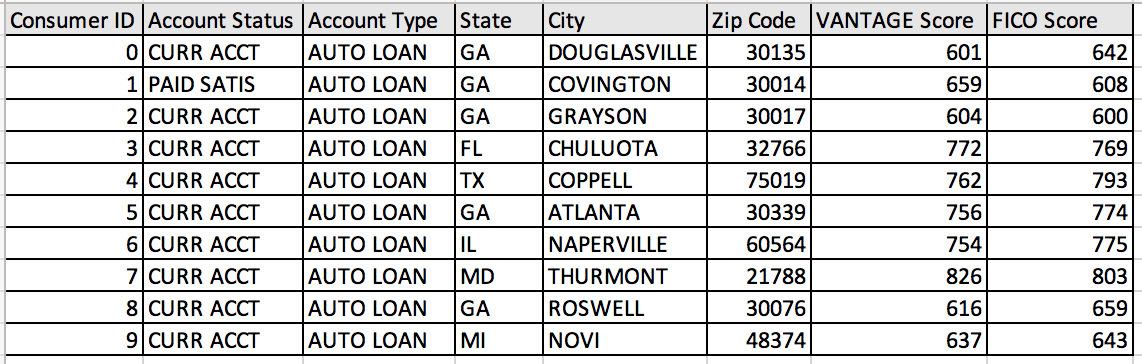 Consumer ID Account Status Account Type State City Zip Code VANTAGE Score FICO Score
0 CURR ACCT AUTO LOAN GA DOUGLASVILLE 30135 601 642
1 PAID SATIS AUTO LOAN GA COVINGTON 30014 659 608
2 CURR ACCT AUTO LOAN GA GRAYSON 30017 604 600
3 CURR ACCT AUTO LOAN FL CHULUOTA 32766 772 769
4 CURR ACCT AUTO LOAN TX COPPELL 75019 762 793
5 CURR ACCT AUTO LOAN GA ATLANTA 30339 756 774
6 CURR ACCT AUTO LOAN IL NAPERVILLE 60564 754 775
7 CURR ACCT AUTO LOAN MD THURMONT 21788 826 803
8 CURR ACCT AUTO LOAN GA ROSWELL 30076 616 659
9 CURR ACCT AUTO LOAN MI NOVI 48374 637 643